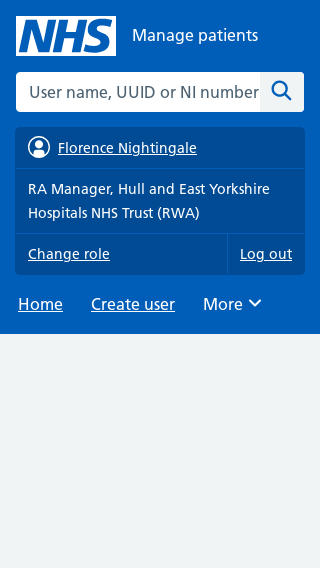 NHS Manage patients
User name, UUID or NI number
Florence Nightingale
RA Manager, Hull and East Yorkshire
Hospitals NHS Trust (RWA)
Change role Log out
Home Create user More